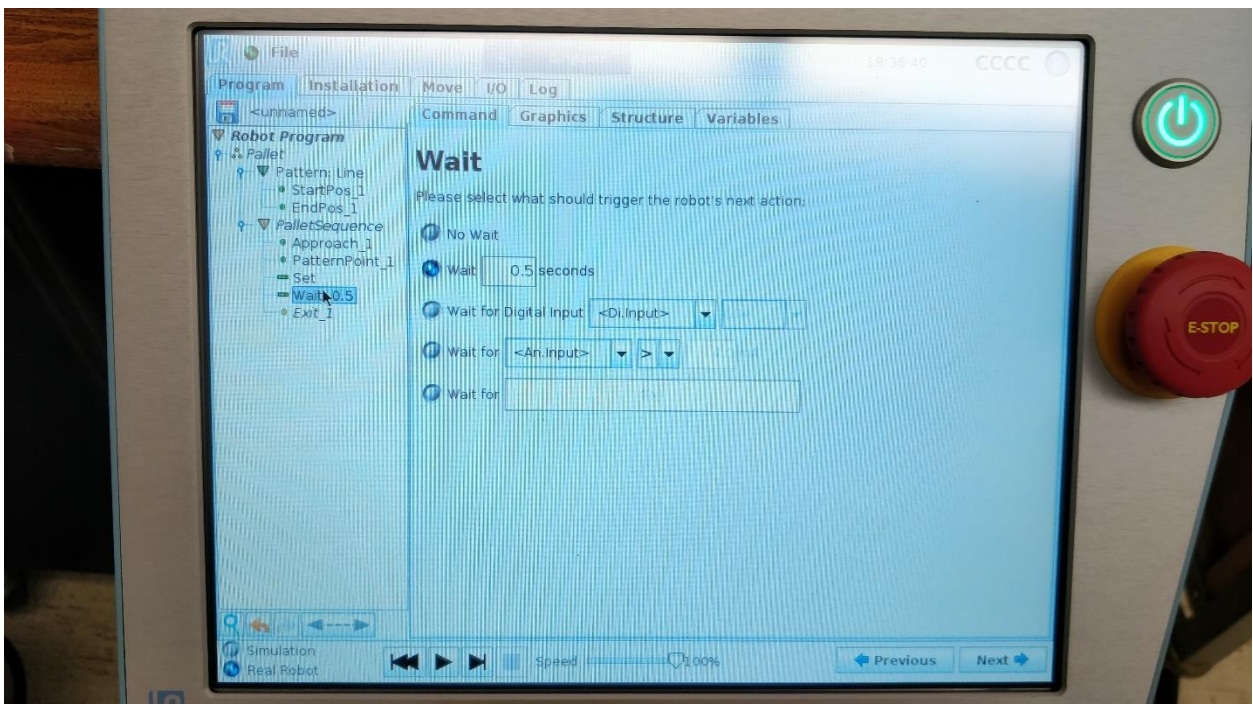 File
18:36:40 CCCC
Program Installation Move I/O Log
<unnamed>
Command Graphics Structure Variables
Robot Program
Pallet
Pattern: Line
StartPos_1
EndPos_1
PalletSequence
Approach_1
PatternPoint_1
Set
Wait: 0.5
Exit_1
Wait
Please select what should trigger the robot's next action:
No Wait
Wait 0.5 seconds
Wait for Digital Input <Di.Input>
Wait for <An.Input> >
Wait for
Simulation
Real Robot
Speed 100%
Previous Next
E-STOP